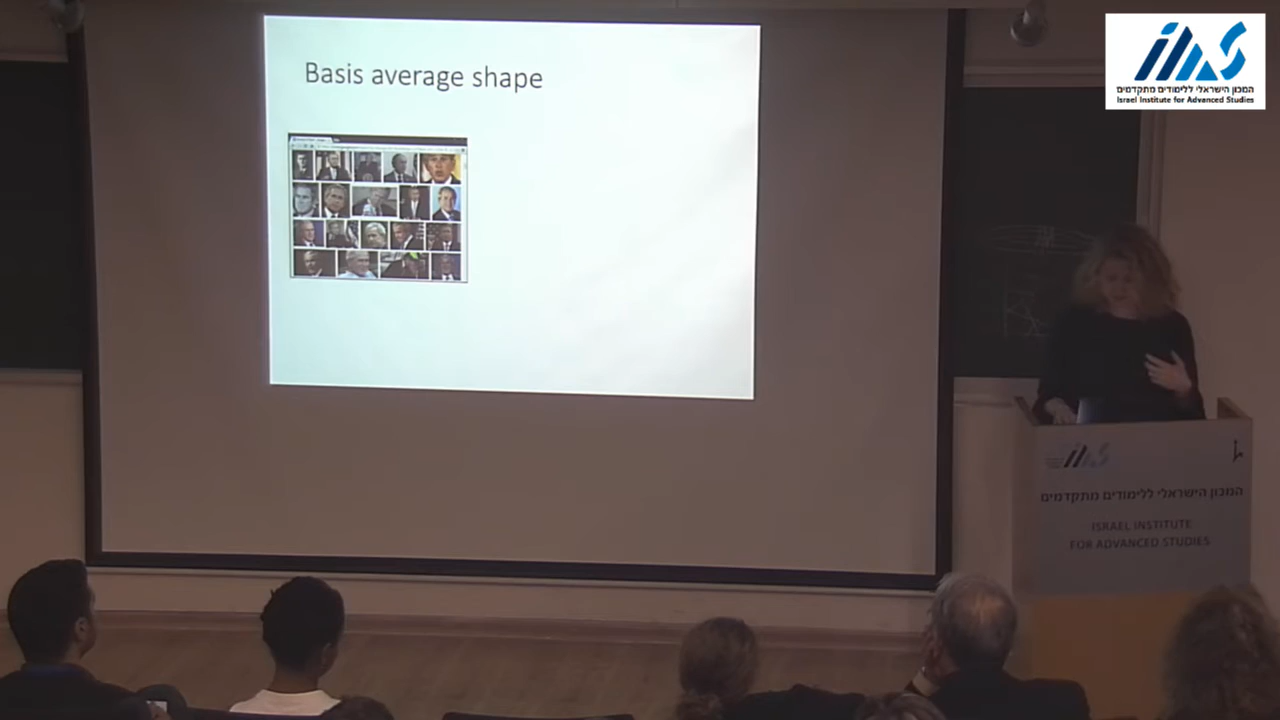 Basis average shape
המכון הישראלי ללימודים מתקדמים
Israel Institute for Advanced Studies
המכון הישראלי ללימודים מתקדמים
ISRAEL INSTITUTE
FOR ADVANCED STUDIES